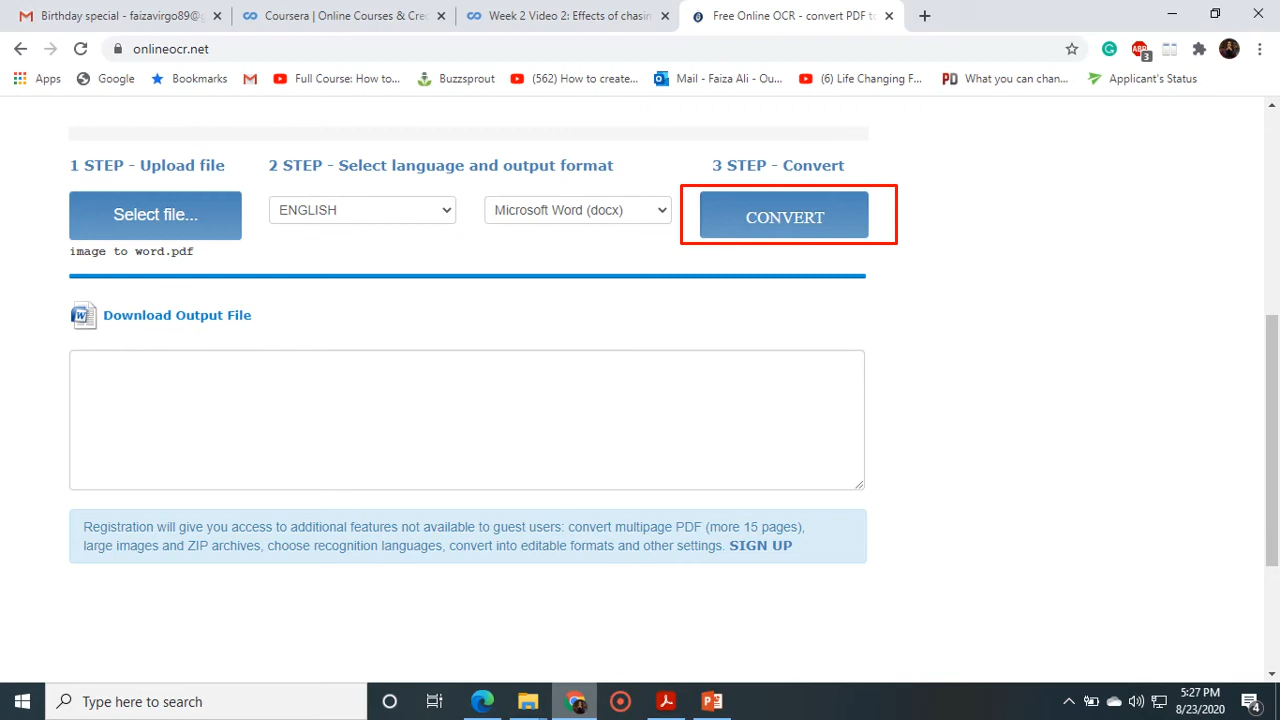 Birthday special - faizavirgo89@g
Coursera | Online Courses & Cre
Week 2 Video 2: Effects of chasin
Free Online OCR - convert PDF to
onlineocr.net
ABP
3
Apps
Google
Bookmarks
Full Course: How to...
Buzzsprout
(562) How to create...
Mail - Faiza Ali - Ou...
(6) Life Changing F...
PD
What you can chan...
Applicant's Status
1 STEP - Upload file
2 STEP - Select language and output format
3 STEP - Convert
Select file...
ENGLISH
Microsoft Word (docx)
CONVERT
image to word.pdf
Download Output File
Registration will give you access to additional features not available to guest users: convert multipage PDF (more 15 pages),
large images and ZIP archives, choose recognition languages, convert into editable formats and other settings. SIGN UP
Type here to search
5:27 PM
8/23/2020
4